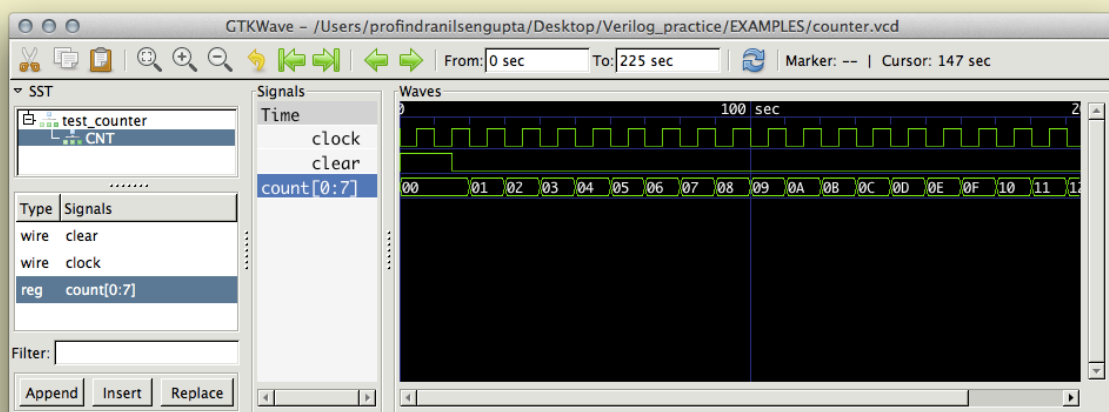 GTKWave – /Users/profindranilsengupta/Desktop/Verilog_practice/EXAMPLES/counter.vcd
From: 0 sec To: 225 sec Marker: -- | Cursor: 147 sec
SST
test_counter
CNT
Type Signals
wire clear
wire clock
reg count[0:7]
Filter:
Append Insert Replace
Signals
Time
clock
clear
count[0:7]
Waves
100 sec
00 01 02 03 04 05 06 07 08 09 0A 0B 0C 0D 0E 0F 10 11